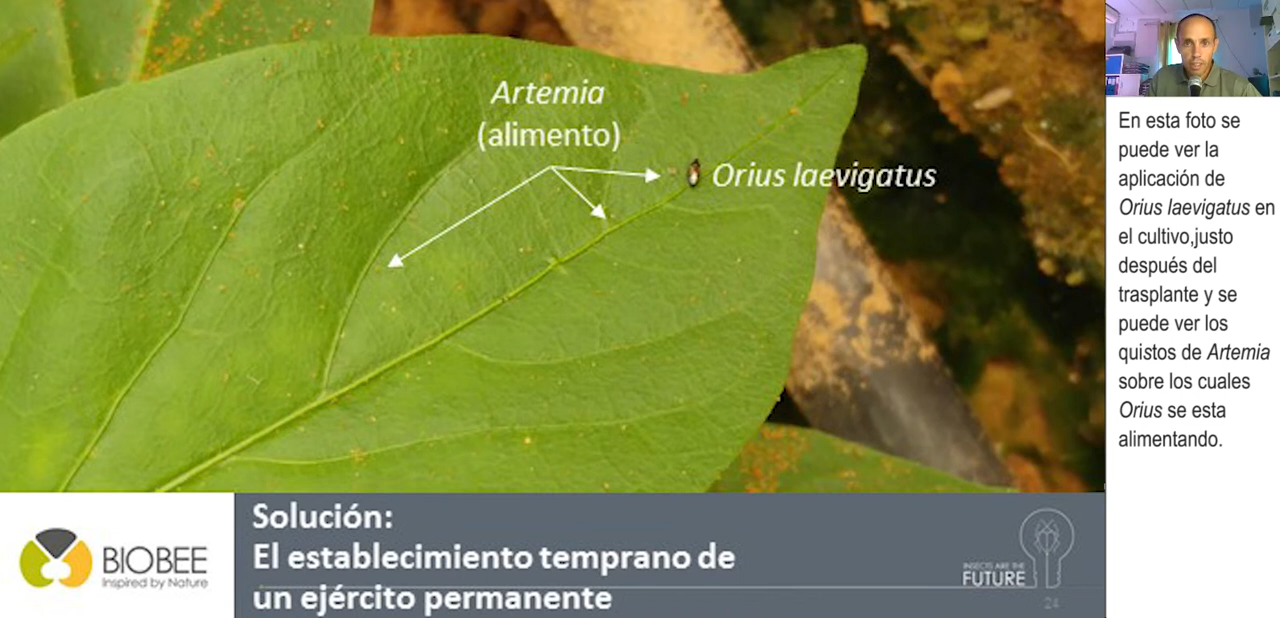 Artemia
(alimento)
Orius laevigatus
En esta foto se
puede ver la
aplicación de
Orius laevigatus en
el cultivo,justo
después del
trasplante y se
puede ver los
quistos de Artemia
sobre los cuales
Orius se esta
alimentando.
BIOBEE
Inspired by Nature
Solución:
El establecimiento temprano de
un ejército permanente
INSECTS ARE THE
FUTURE
24